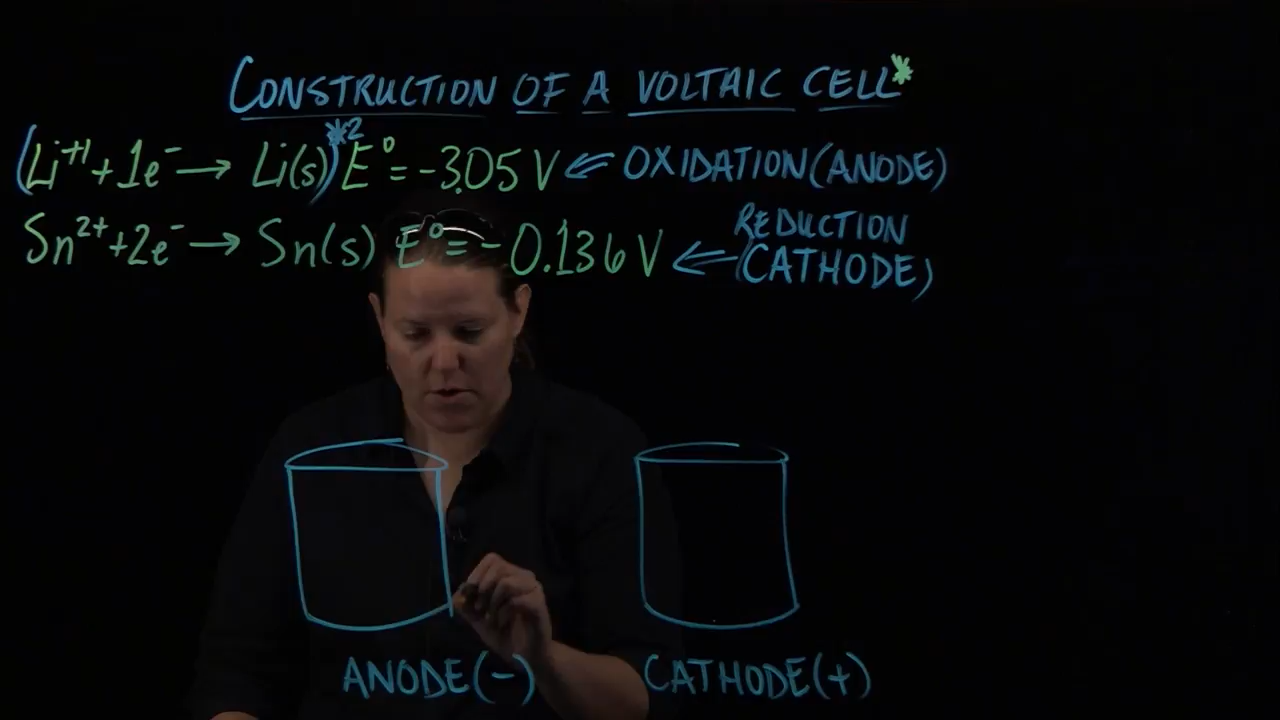 CONSTRUCTION OF A VOLTAIC CELL*
(Li⁺¹ + 1e⁻ → Li(s))*2 E° = -3.05 V ⇐ OXIDATION (ANODE)
Sn²⁺ + 2e⁻ → Sn(s) E° = -0.136 V ⇐ REDUCTION (CATHODE)
ANODE (-) CATHODE (+)